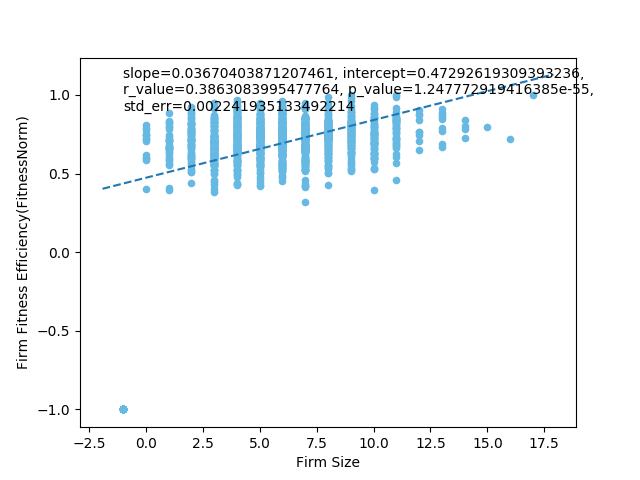 slope=0.03670403871207461, intercept=0.47292619309393236,
r_value=0.3863083995477764, p_value=1.247772919416385e-55,
std_err=0.0022419351334992214
1.0
0.5
0.0
−0.5
−1.0
Firm Fitness Efficiency(FitnessNorm)
−2.5 0.0 2.5 5.0 7.5 10.0 12.5 15.0 17.5
Firm Size